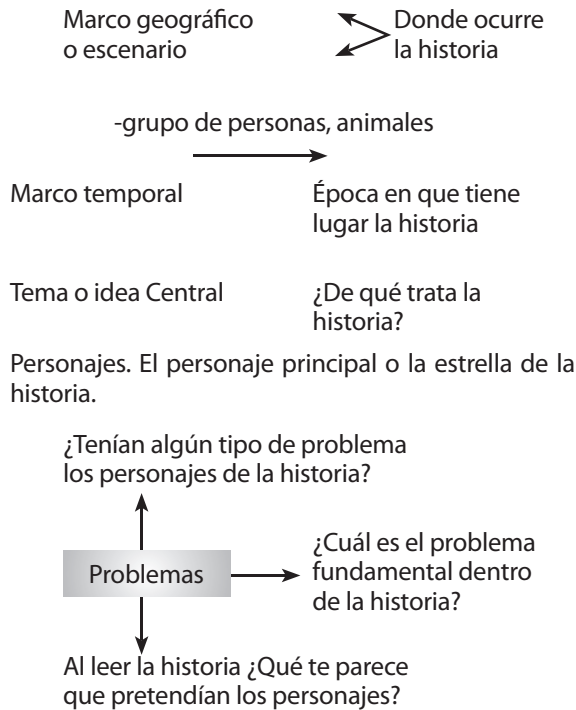 Marco geográfico
o escenario
Donde ocurre
la historia
-grupo de personas, animales
Marco temporal
Época en que tiene
lugar la historia
Tema o idea Central
¿De qué trata la
historia?
Personajes. El personaje principal o la estrella de la
historia.
¿Tenían algún tipo de problema
los personajes de la historia?
Problemas
¿Cuál es el problema
fundamental dentro
de la historia?
Al leer la historia ¿Qué te parece
que pretendían los personajes?